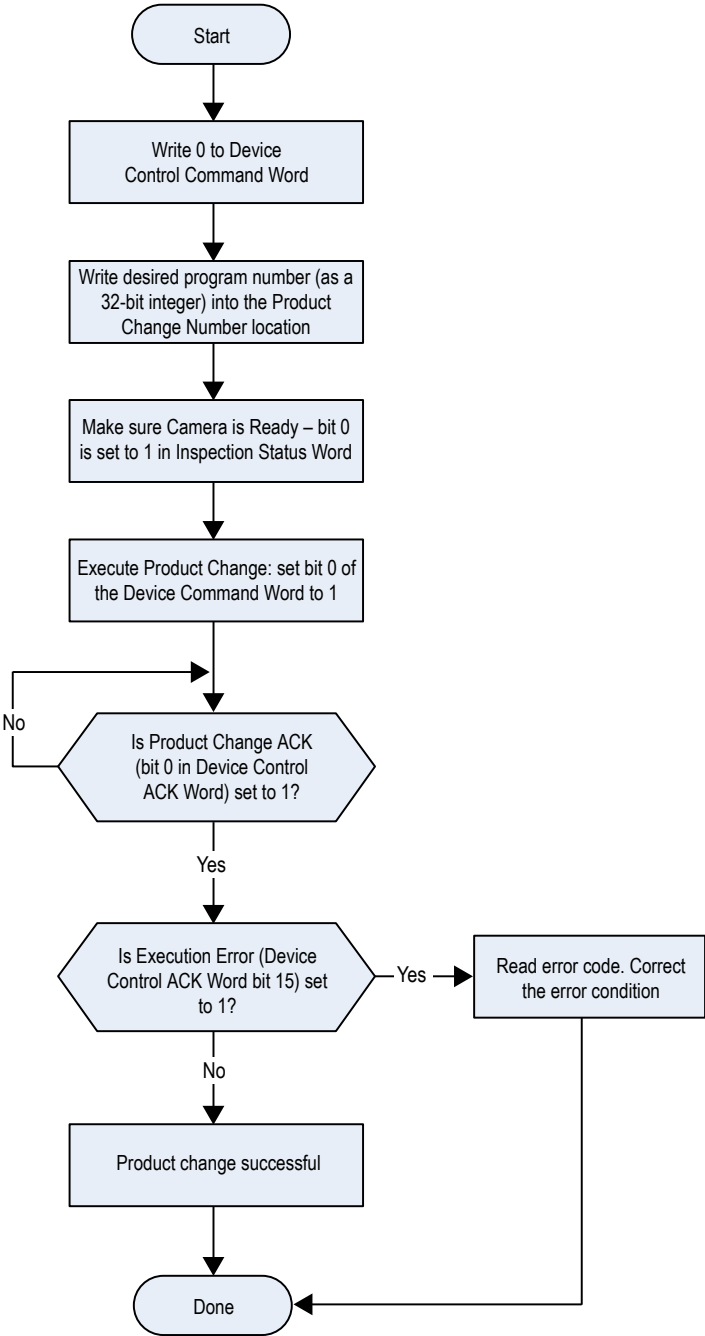 Start
Write 0 to Device
Control Command Word
Write desired program number (as a
32-bit integer) into the Product
Change Number location
Make sure Camera is Ready – bit 0
is set to 1 in Inspection Status Word
Execute Product Change: set bit 0 of
the Device Command Word to 1
No
Is Product Change ACK
(bit 0 in Device Control
ACK Word) set to 1?
Yes
Is Execution Error (Device
Control ACK Word bit 15) set
to 1?
Yes
Read error code. Correct
the error condition
No
Product change successful
Done